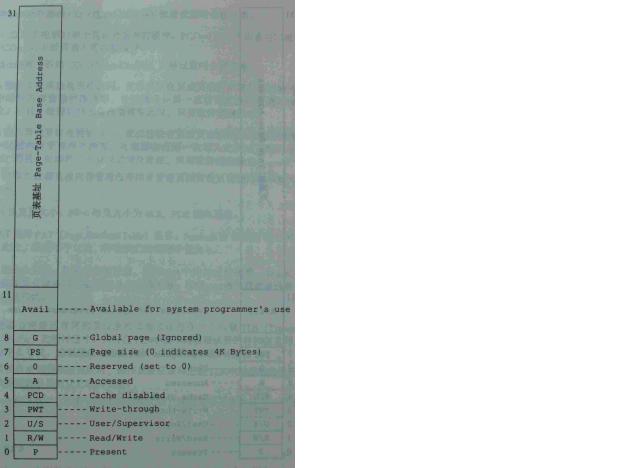 31
页表基址 Page-Table Base Address
11
Avail ----- Available for system programmer's use
8 G ----- Global page (Ignored)
7 PS ----- Page size (0 indicates 4K Bytes)
6 0 ----- Reserved (set to 0)
5 A ----- Accessed
4 PCD ----- Cache disabled
3 PWT ----- Write-through
2 U/S ----- User/Supervisor
1 R/W ----- Read/Write
0 P ----- Present